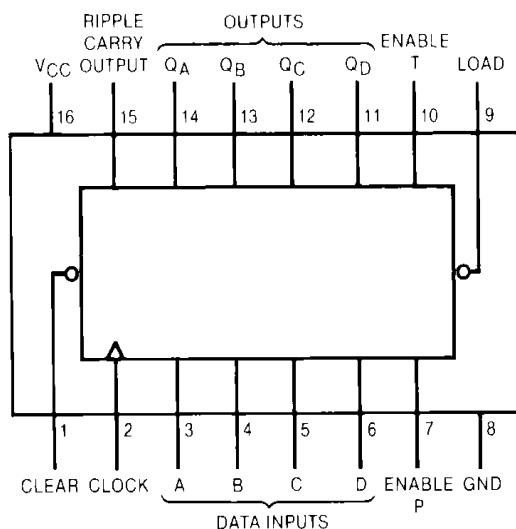 RIPPLE CARRY OUTPUT
OUTPUTS
ENABLE T
VCC
QA QB QC QD
LOAD
16 15 14 13 12 11 10 9
1 2 3 4 5 6 7 8
CLEAR CLOCK A B C D ENABLE P GND
DATA INPUTS